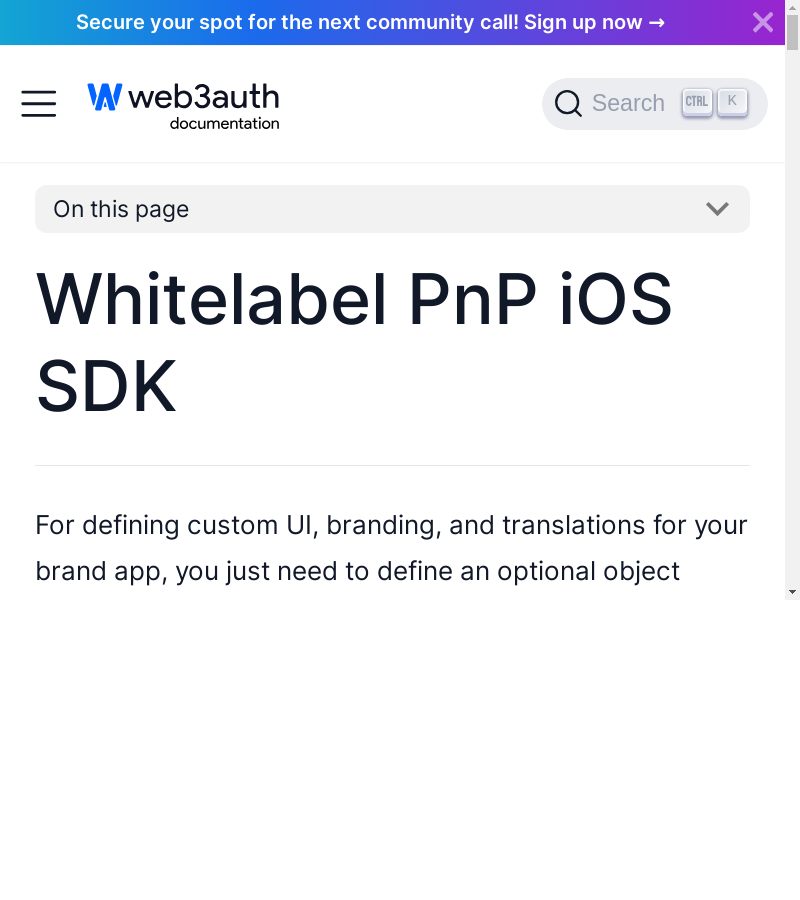 Secure your spot for the next community call! Sign up now →
web3auth
documentation
Search CTRL K
On this page
Whitelabel PnP iOS
SDK
For defining custom UI, branding, and translations for your
brand app, you just need to define an optional object